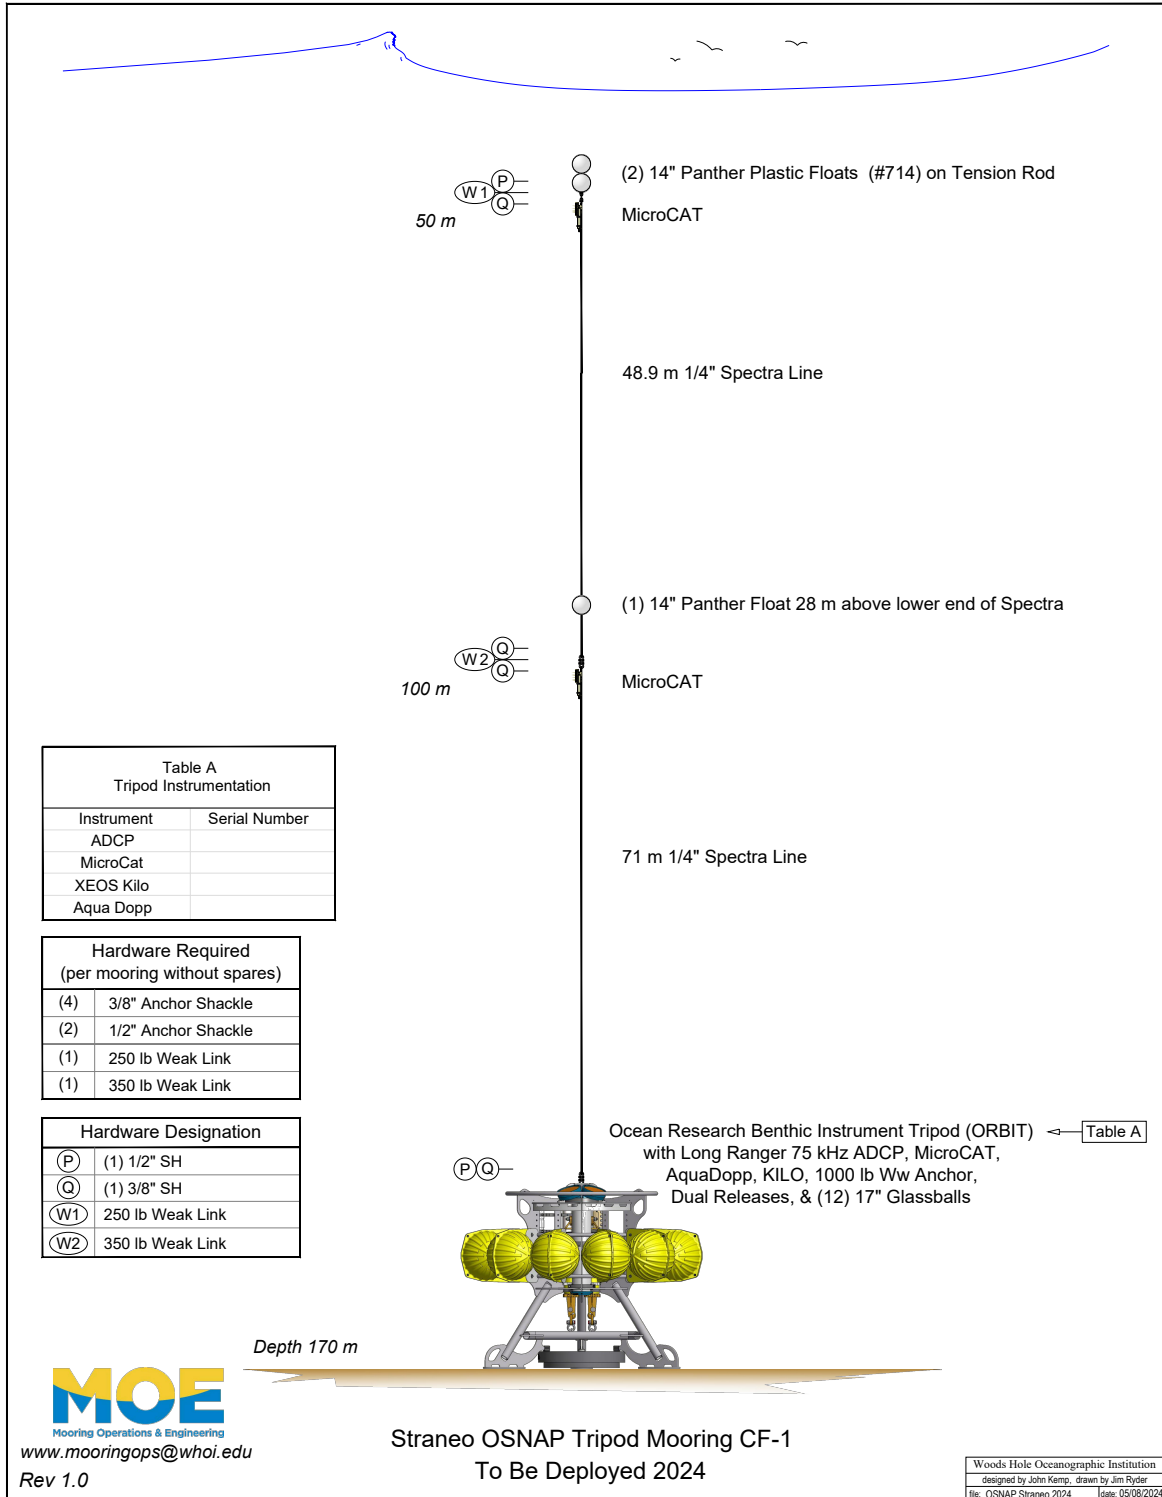 (2) 14" Panther Plastic Floats (#714) on Tension Rod
P
W1
Q
50 m
MicroCAT
48.9 m 1/4" Spectra Line
(1) 14" Panther Float 28 m above lower end of Spectra
Q
W2
Q
100 m
MicroCAT
Table A
Tripod Instrumentation
Instrument Serial Number
ADCP
MicroCat
XEOS Kilo
Aqua Dopp
71 m 1/4" Spectra Line
Hardware Required
(per mooring without spares)
(4) 3/8" Anchor Shackle
(2) 1/2" Anchor Shackle
(1) 250 lb Weak Link
(1) 350 lb Weak Link
Hardware Designation
P (1) 1/2" SH
Q (1) 3/8" SH
W1 250 lb Weak Link
W2 350 lb Weak Link
P Q
Ocean Research Benthic Instrument Tripod (ORBIT)
with Long Ranger 75 kHz ADCP, MicroCAT,
AquaDopp, KILO, 1000 lb Ww Anchor,
Dual Releases, & (12) 17" Glassballs
Table A
Depth 170 m
MOE
Mooring Operations & Engineering
www.mooringops@whoi.edu
Rev 1.0
Straneo OSNAP Tripod Mooring CF-1
To Be Deployed 2024
Woods Hole Oceanographic Institution
designed by John Kemp, drawn by Jim Ryder
file: OSNAP Straneo 2024 date: 05/08/2024